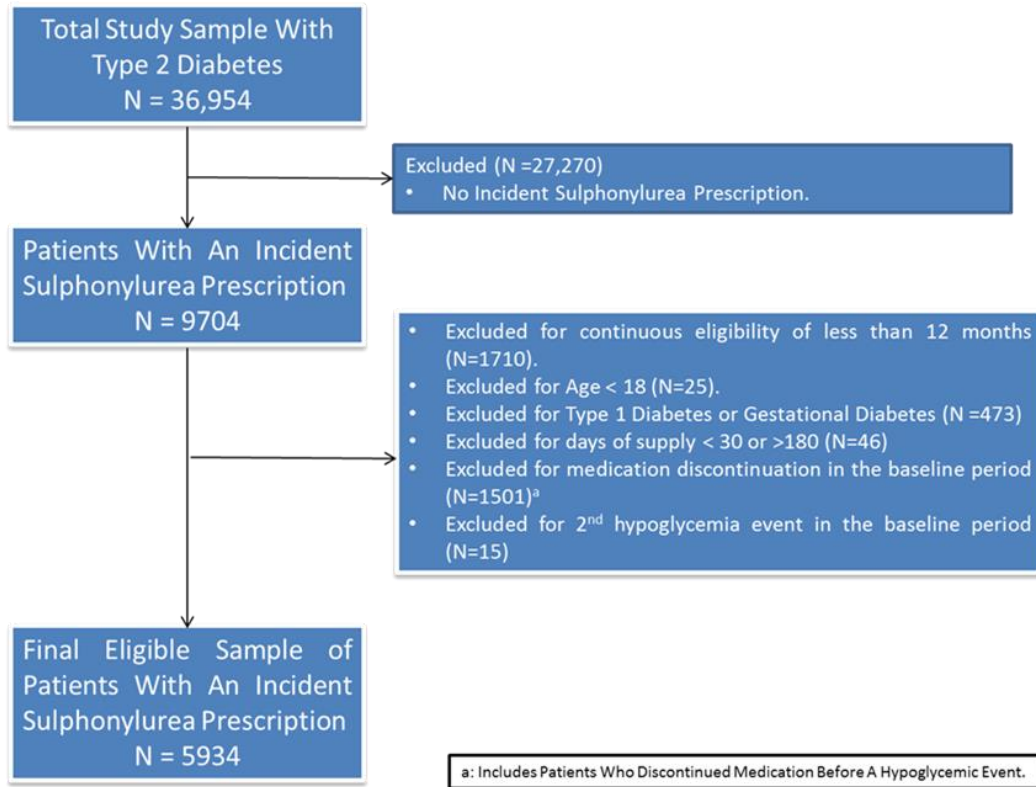 Total Study Sample With
Type 2 Diabetes
N = 36,954
Excluded (N =27,270)
• No Incident Sulphonylurea Prescription.
Patients With An Incident
Sulphonylurea Prescription
N = 9704
• Excluded for continuous eligibility of less than 12 months
(N=1710).
• Excluded for Age < 18 (N=25).
• Excluded for Type 1 Diabetes or Gestational Diabetes (N =473)
• Excluded for days of supply < 30 or >180 (N=46)
• Excluded for medication discontinuation in the baseline period
(N=1501)ᵃ
• Excluded for 2ⁿᵈ hypoglycemia event in the baseline period
(N=15)
Final Eligible Sample of
Patients With An Incident
Sulphonylurea Prescription
N = 5934
a: Includes Patients Who Discontinued Medication Before A Hypoglycemic Event.